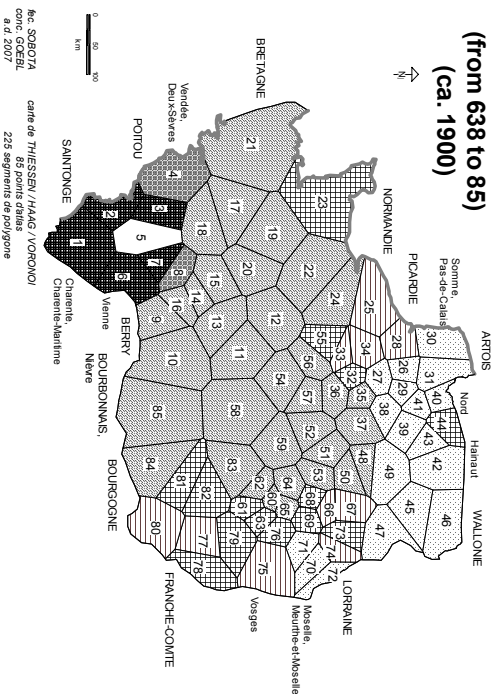 (from 638 to 85)
(ca. 1900)
N
0 50 100
km
fec. SOBOTA
conc. GOEBL
a.d. 2007
carte de THIESSEN / HAAG / VORONOI
85 points d'atlas
225 segments de polygone
BRETAGNE
Vendée,
Deux-Sèvres
POITOU
SAINTONGE
Charente,
Charente-Maritime
Vienne
BERRY
BOURBONNAIS,
Nièvre
BOURGOGNE
FRANCHE-COMTE
Vosges
Moselle,
Meurthe-et-Moselle
LORRAINE
WALLONIE
Hainaut
Nord
ARTOIS
Somme,
Pas-de-Calais
PICARDIE
NORMANDIE
1
2
3
4
5
6
7
8
9
10
11
12
13
14
15
16
17
18
19
20
21
22
23
24
25
26
27
28
29
30
31
32
33
34
35
36
37
38
39
40
41
42
43
44
45
46
47
48
49
50
51
52
53
54
55
56
57
58
59
60
61
62
63
64
65
66
67
68
69
70
71
72
73
74
75
76
77
78
79
80
81
82
83
84
85